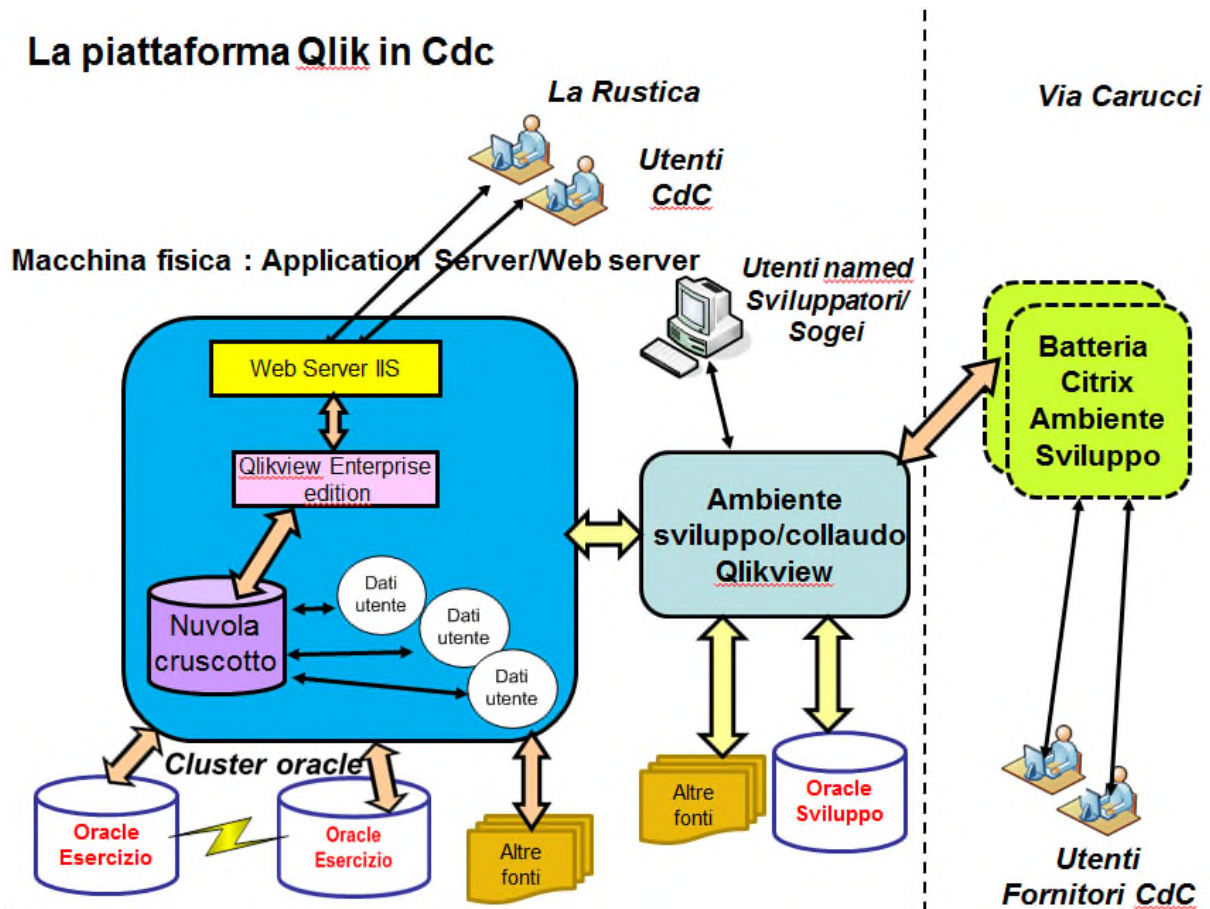 La piattaforma Qlik in Cdc
La Rustica
Via Carucci
Utenti
CdC
Macchina fisica : Application Server/Web server
Utenti named
Sviluppatori/
Sogei
Web Server IIS
Qlikview Enterprise
edition
Nuvola
cruscotto
Dati
utente
Dati
utente
Dati
utente
Ambiente
sviluppo/collaudo
Qlikview
Batteria
Citrix
Ambiente
Sviluppo
Cluster oracle
Oracle
Esercizio
Oracle
Esercizio
Altre
fonti
Altre
fonti
Oracle
Sviluppo
Utenti
Fornitori CdC